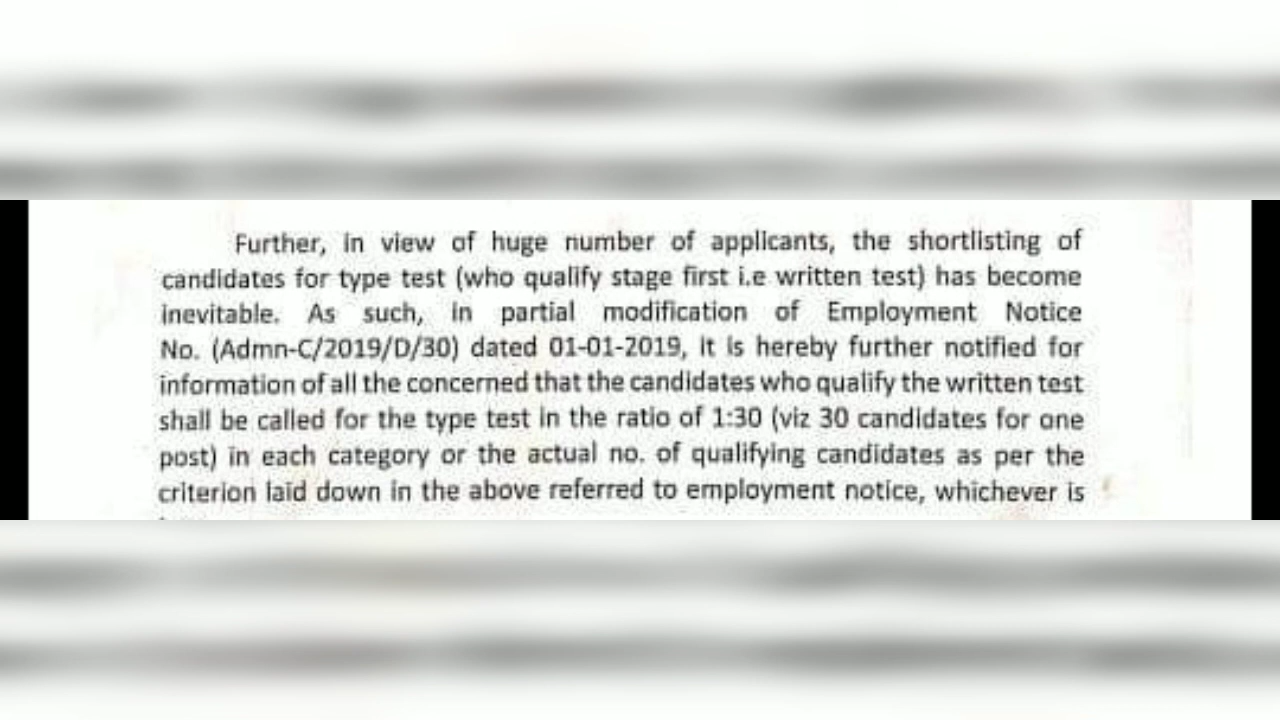 Further, in view of huge number of applicants, the shortlisting of
candidates for type test (who qualify stage first i.e written test) has become
inevitable. As such, in partial modification of Employment Notice
No. (Admn-C/2019/D/30) dated 01-01-2019, it is hereby further notified for
information of all the concerned that the candidates who qualify the written test
shall be called for the type test in the ratio of 1:30 (viz 30 candidates for one
post) in each category or the actual no. of qualifying candidates as per the
criterion laid down in the above referred to employment notice, whichever is